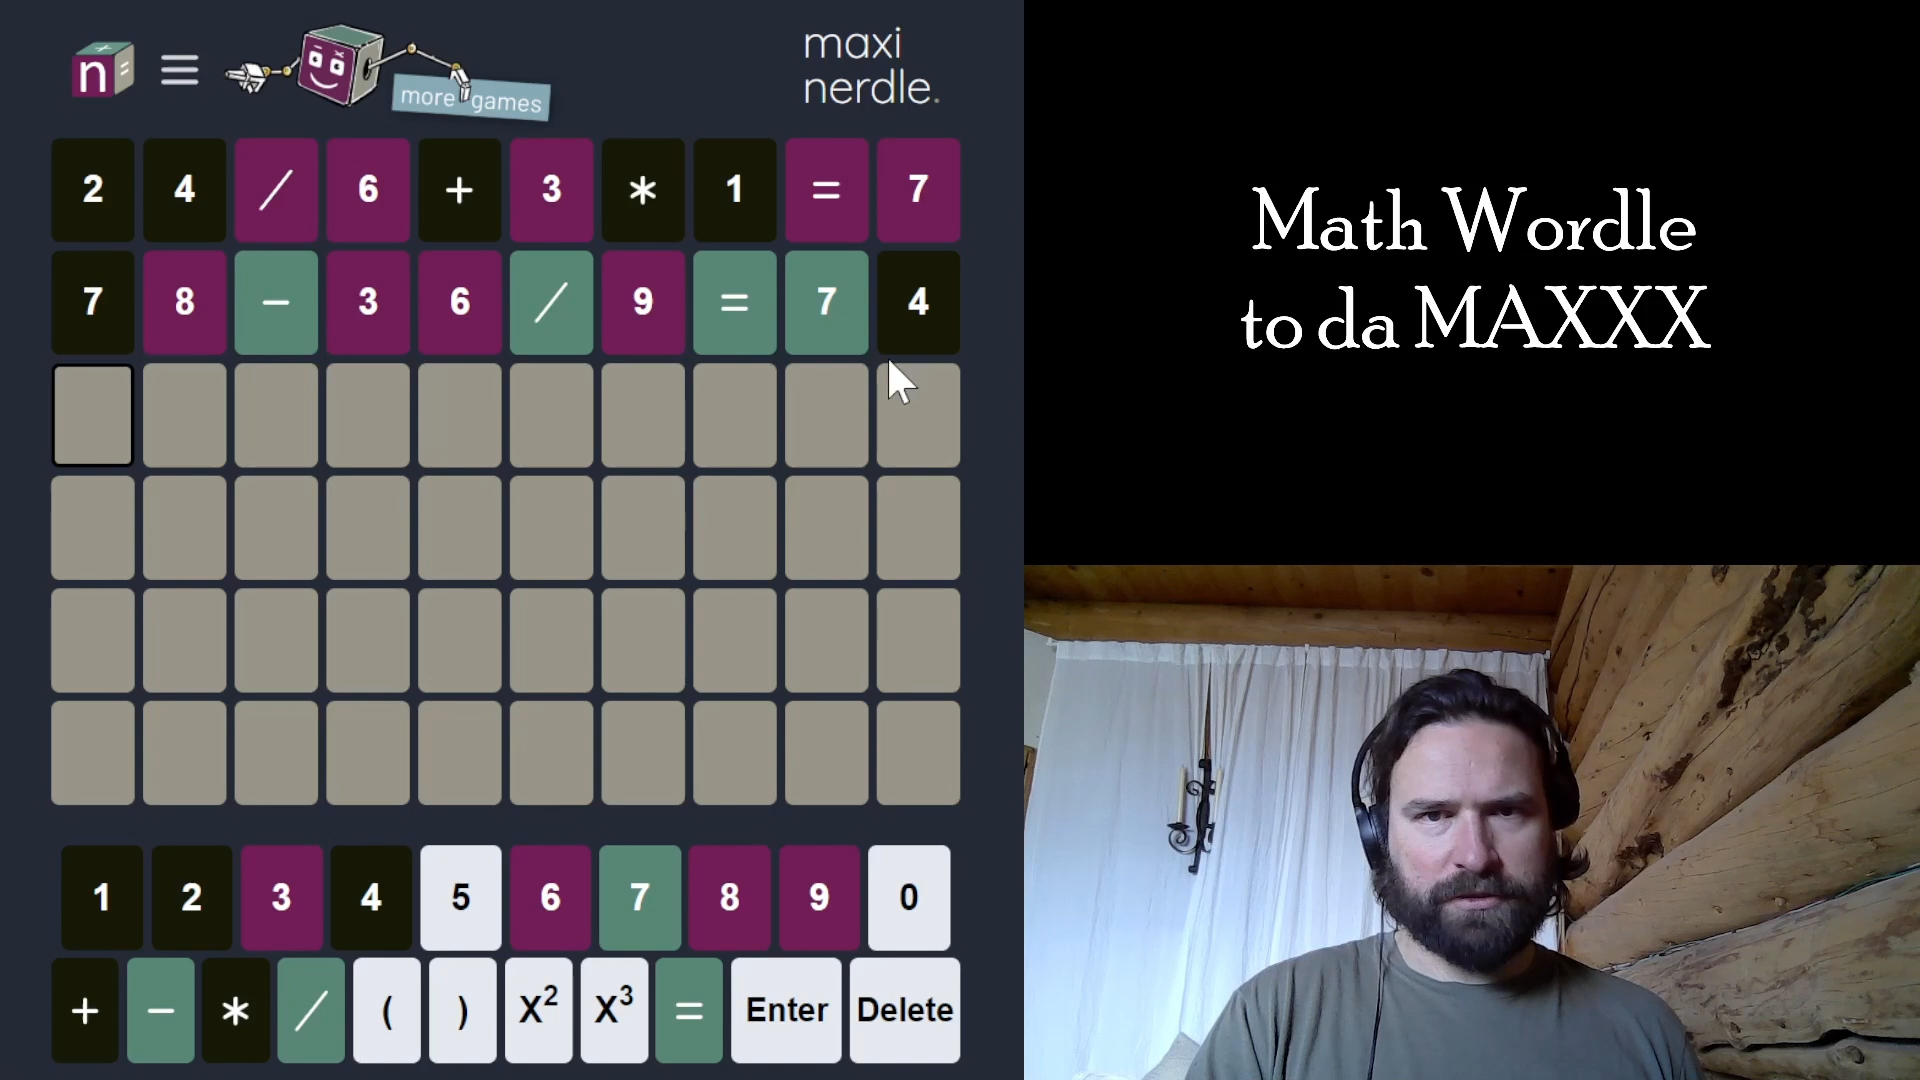 n
more games
maxi
nerdle.
2 4 / 6 + 3 * 1 = 7
7 8 - 3 6 / 9 = 7 4
1 2 3 4 5 6 7 8 9 0
+ - * / ( ) X² X³ = Enter Delete
Math Wordle
to da MAXXX